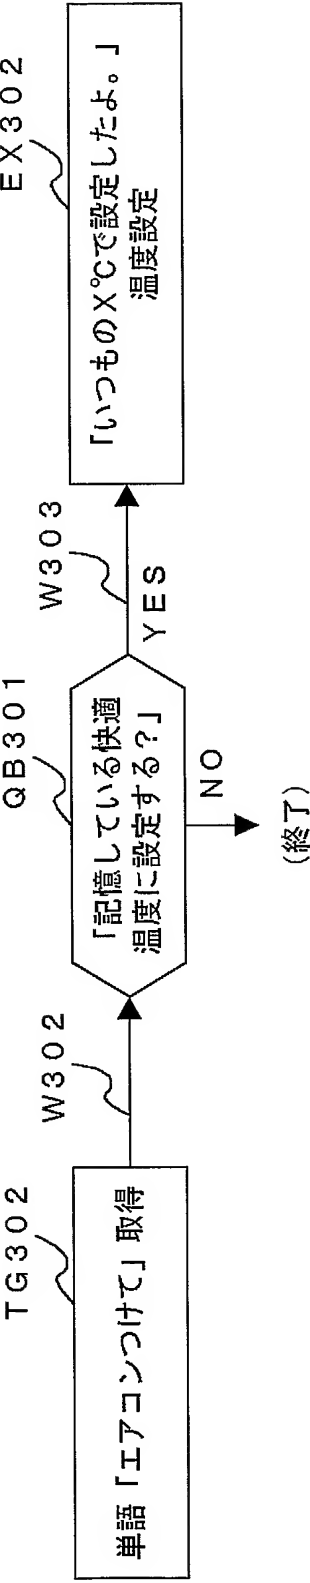 TG302
単語「エアコンつけて」取得
W302
QB301
「記憶している快適
温度に設定する?」
NO
(終了)
W303
YES
EX302
「いつものX℃で設定したよ。」
温度設定